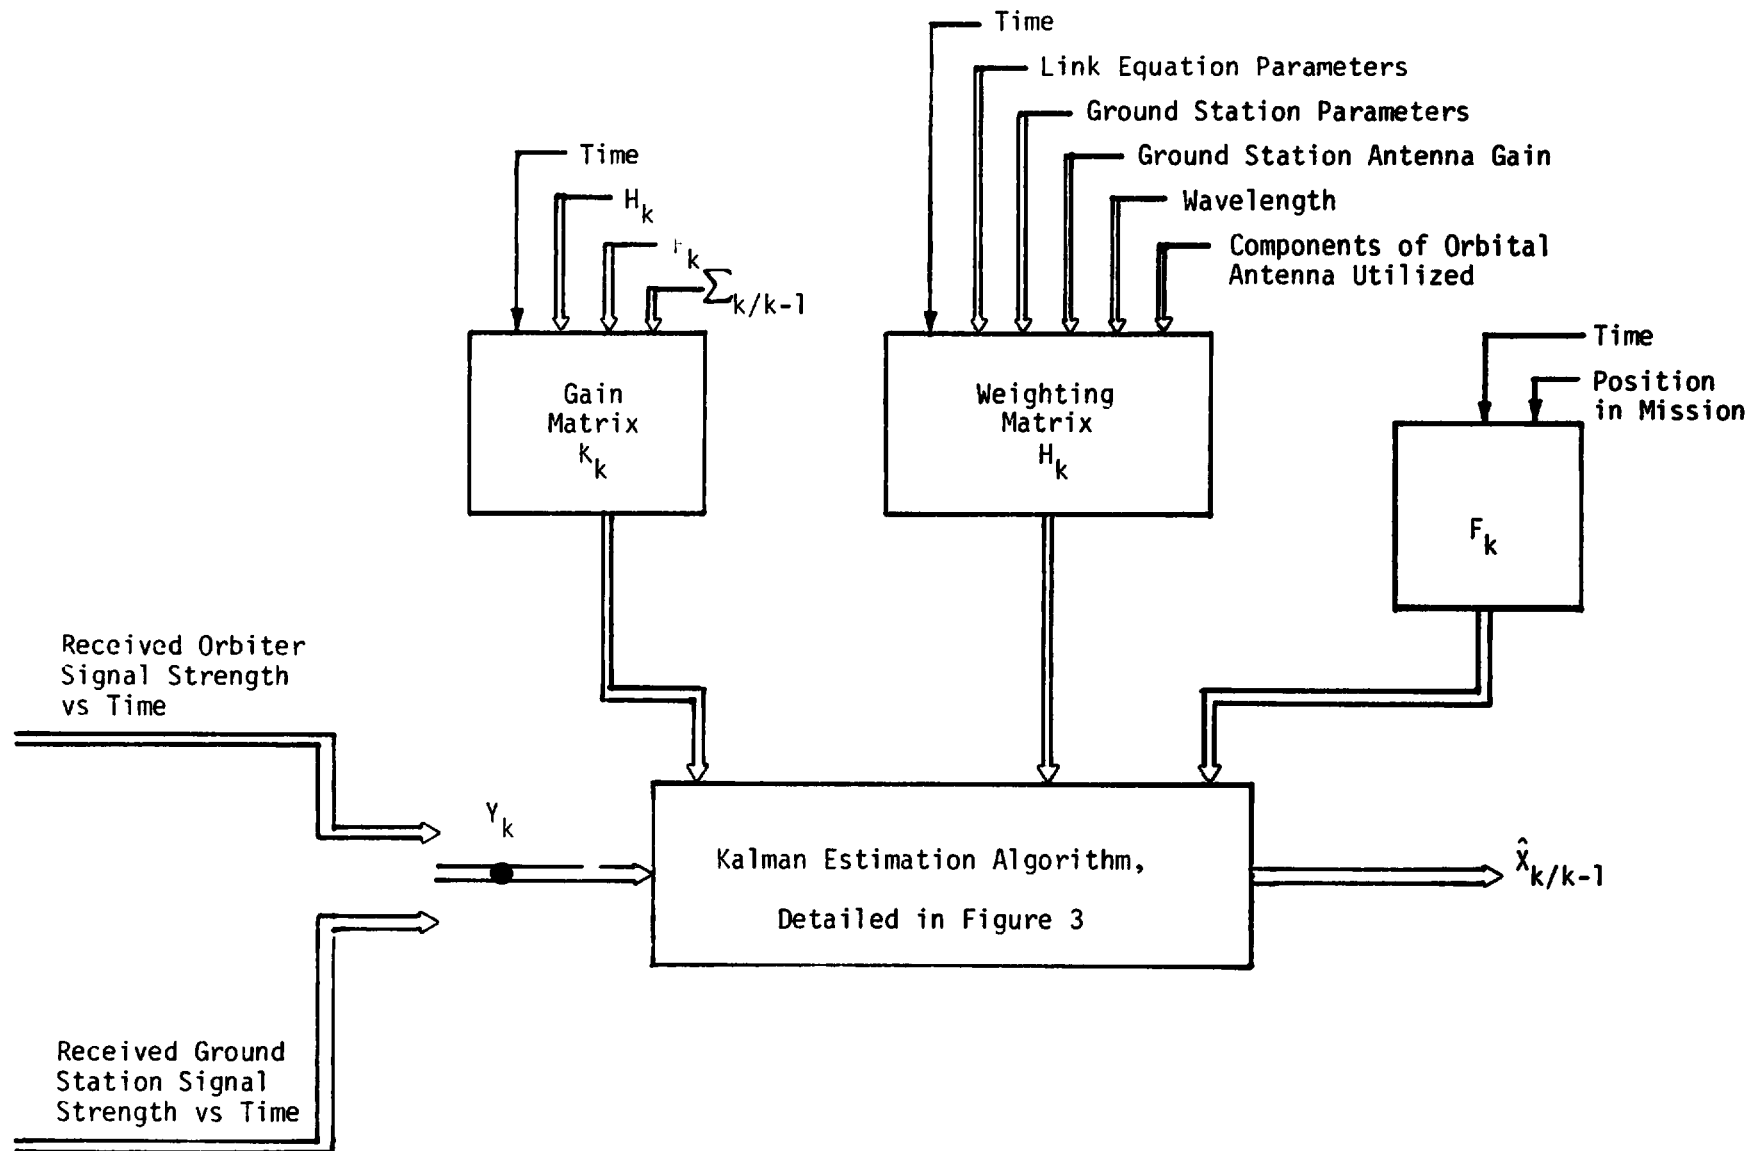 Time
Link Equation Parameters
Ground Station Parameters
Ground Station Antenna Gain
Wavelength
Components of Orbital
Antenna Utilized
Time
H_k
k
Σ_k/k-1
Gain
Matrix
K_k
Weighting
Matrix
H_k
Time
Position
in Mission
F_k
Received Orbiter
Signal Strength
vs Time
Y_k
Kalman Estimation Algorithm,
Detailed in Figure 3
X̂_k/k-1
Received Ground
Station Signal
Strength vs Time